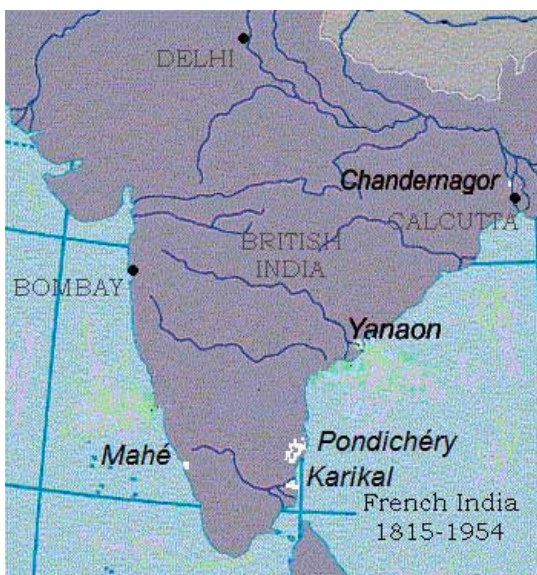 DELHI
Chandernagor
CALCUTTA
BRITISH
INDIA
BOMBAY
Yanaon
Mahé
Pondichéry
Karikal
French India
1815-1954